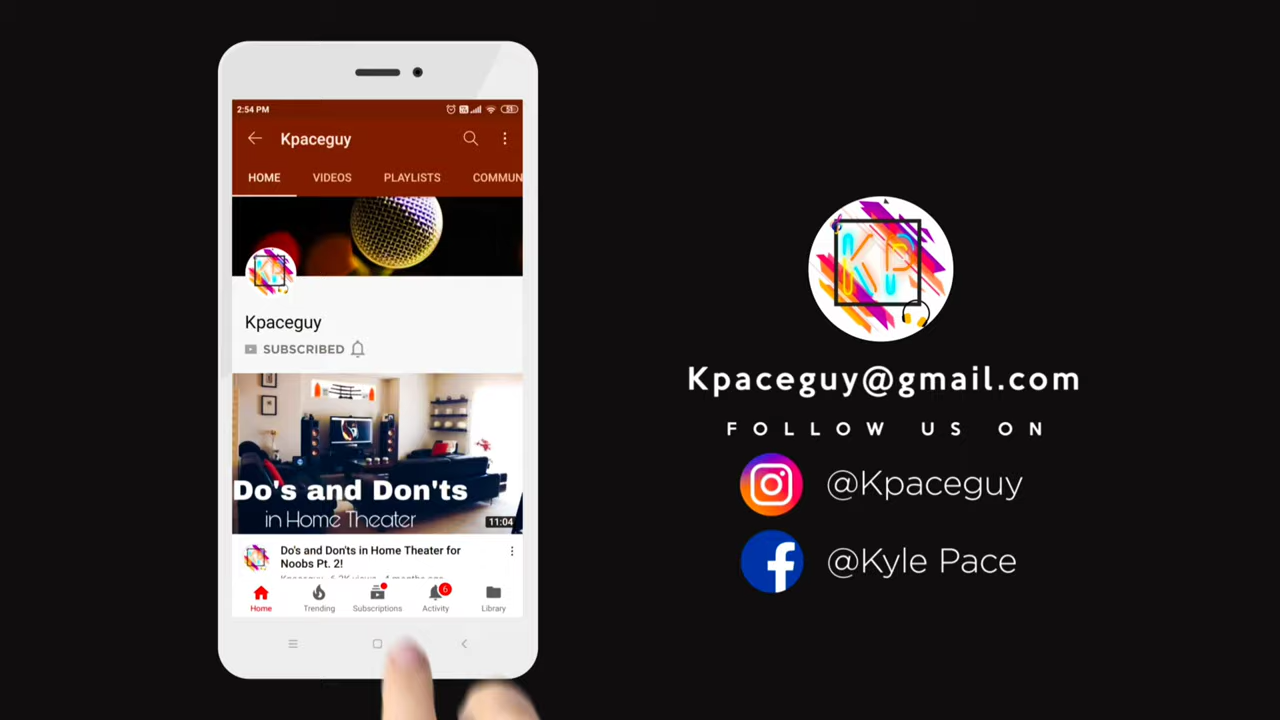 2:54 PM
Kpaceguy
HOME VIDEOS PLAYLISTS COMMUN
Kpaceguy
SUBSCRIBED
Do's and Don'ts
in Home Theater
11:04
Do's and Don'ts in Home Theater for
Noobs Pt. 2!
Home Trending Subscriptions Activity Library
6
KP
Kpaceguy@gmail.com
FOLLOW US ON
@Kpaceguy
@Kyle Pace